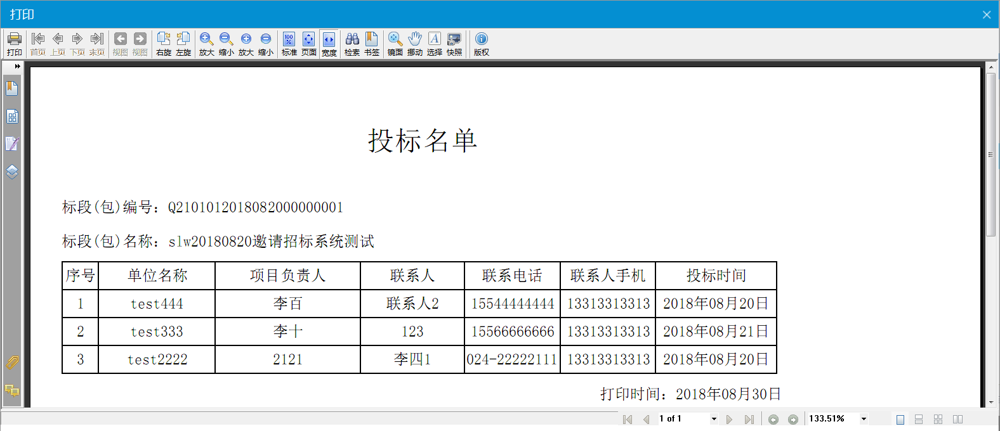 打印
打印 首页 上页 下页 末页 视图 视图 右旋 左旋 放大 缩小 放大 缩小 标准 页面 宽度 检索 书签 镜面 挪动 选择 快照 版权
投标名单
标段(包)编号：Q2101012018082000000001
标段(包)名称：slw20180820邀请招标系统测试
序号 单位名称 项目负责人 联系人 联系电话 联系人手机 投标时间
1 test444 李百 联系人2 15544444444 13313313313 2018年08月20日
2 test333 李十 123 15566666666 13313313313 2018年08月21日
3 test2222 2121 李四1 024-22222111 13313313313 2018年08月20日
打印时间：2018年08月30日
1 of 1 133.51%